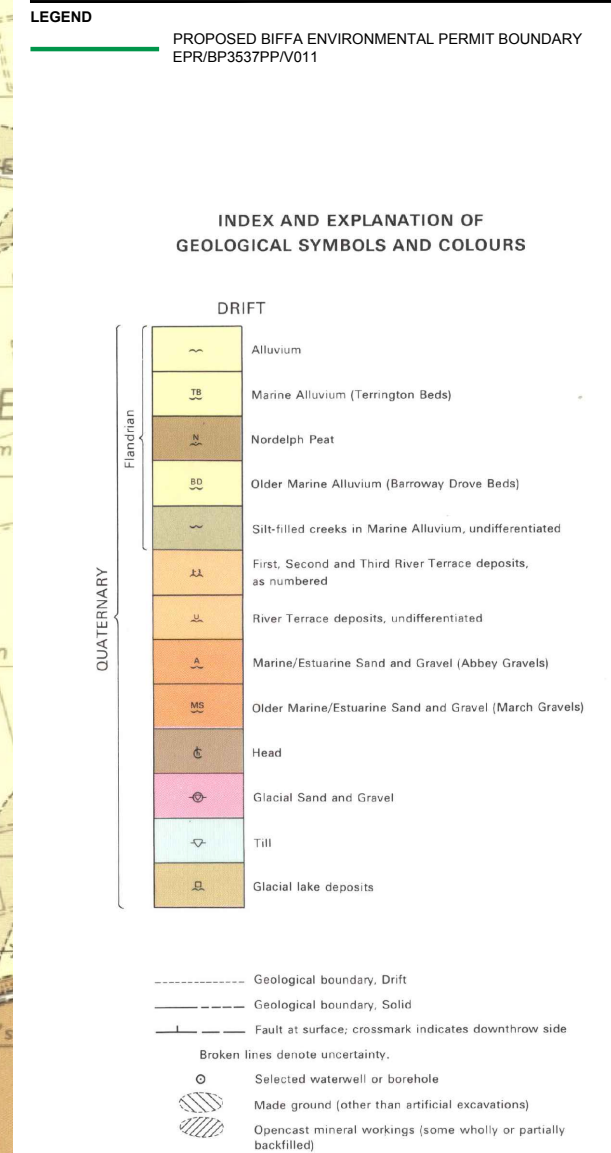 LEGEND
PROPOSED BIFFA ENVIRONMENTAL PERMIT BOUNDARY
EPR/BP3537PP/V011
INDEX AND EXPLANATION OF
GEOLOGICAL SYMBOLS AND COLOURS
DRIFT
QUATERNARY
Flandrian
Alluvium
TB
Marine Alluvium (Terrington Beds)
N
Nordelph Peat
BD
Older Marine Alluvium (Barroway Drove Beds)
Silt-filled creeks in Marine Alluvium, undifferentiated
First, Second and Third River Terrace deposits,
as numbered
U
River Terrace deposits, undifferentiated
A
Marine/Estuarine Sand and Gravel (Abbey Gravels)
MS
Older Marine/Estuarine Sand and Gravel (March Gravels)
Head
Glacial Sand and Gravel
Till
Glacial lake deposits
Geological boundary, Drift
Geological boundary, Solid
Fault at surface; crossmark indicates downthrow side
Broken lines denote uncertainty.
Selected waterwell or borehole
Made ground (other than artificial excavations)
Opencast mineral workings (some wholly or partially
backfilled)